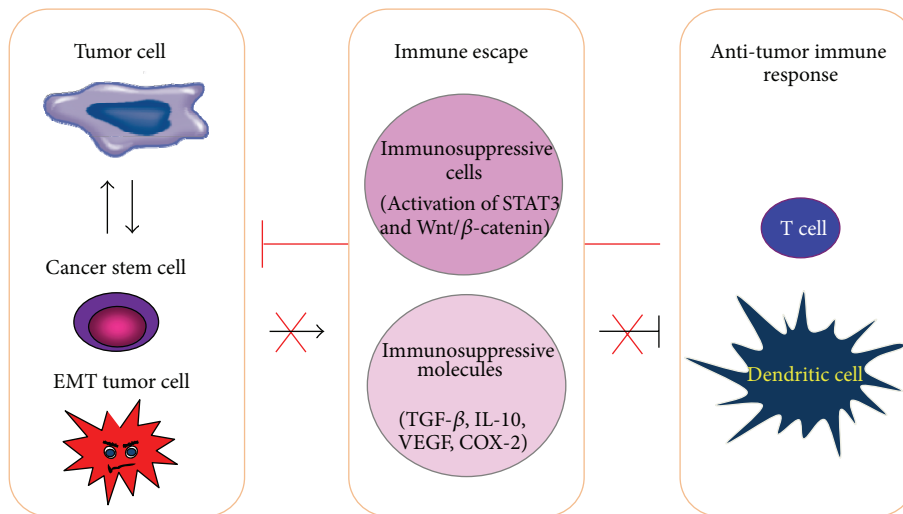 Tumor cell
Cancer stem cell
EMT tumor cell
Immune escape
Immunosuppressive
cells
(Activation of STAT3
and Wnt/β-catenin)
Immunosuppressive
molecules
(TGF-β, IL-10,
VEGF, COX-2)
Anti-tumor immune
response
T cell
Dendritic cell